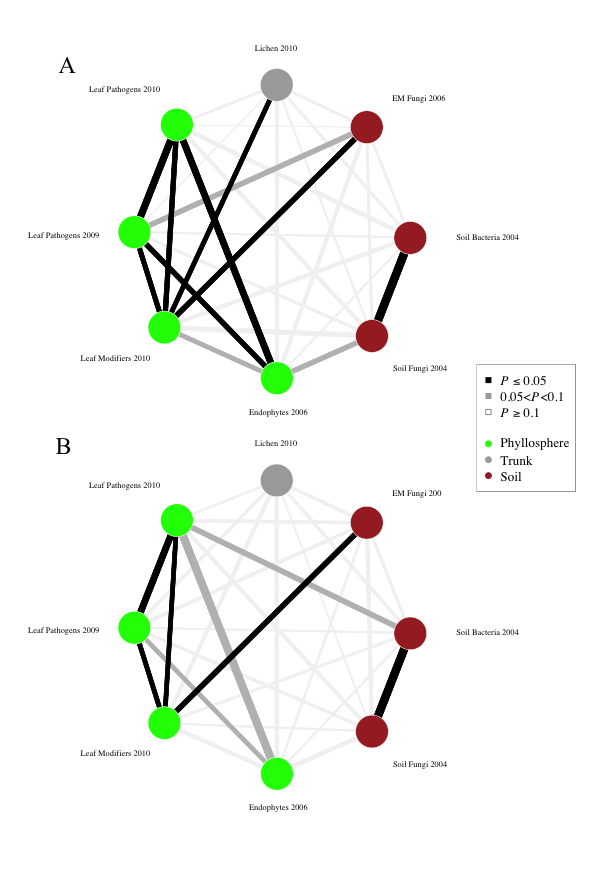 A
Lichen 2010
Leaf Pathogens 2010
EM Fungi 2006
Leaf Pathogens 2009
Soil Bacteria 2004
Leaf Modifiers 2010
Soil Fungi 2004
Endophytes 2006
P ≤ 0.05
0.05<P<0.1
P ≥ 0.1
Phyllosphere
Trunk
Soil
B
Lichen 2010
Leaf Pathogens 2010
EM Fungi 200
Leaf Pathogens 2009
Soil Bacteria 2004
Leaf Modifiers 2010
Soil Fungi 2004
Endophytes 2006